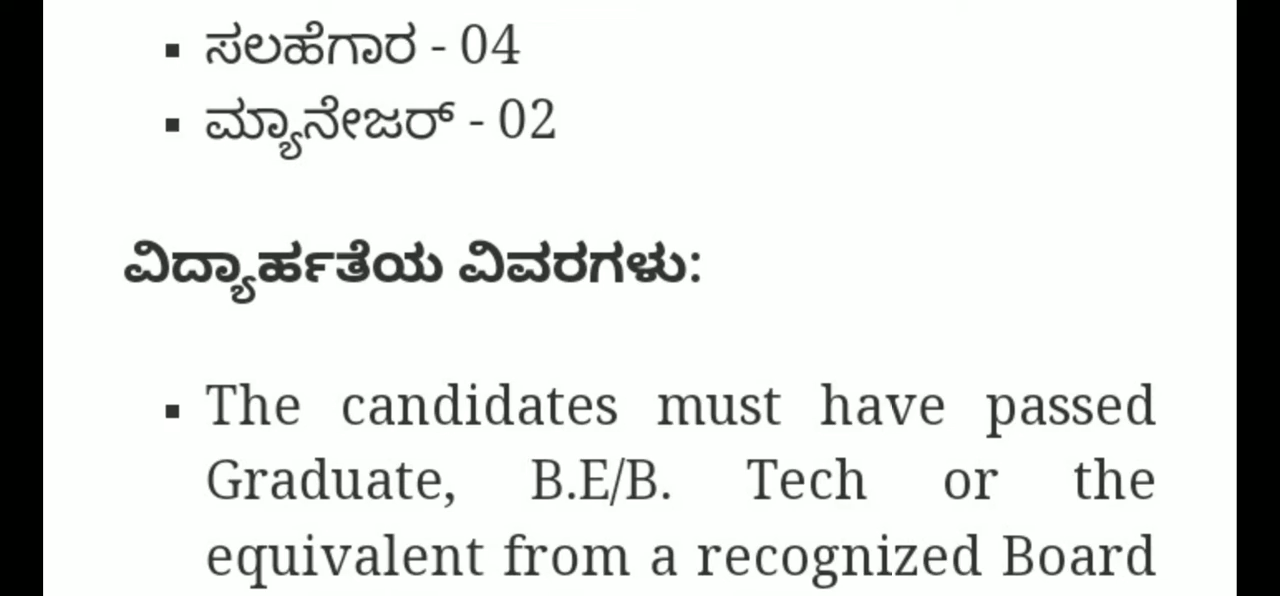 ▪ ಸಲಹೆಗಾರ - 04
▪ ಮ್ಯಾನೇಜರ್ - 02
ವಿದ್ಯಾರ್ಹತೆಯ ವಿವರಗಳು:
▪ The candidates must have passed
Graduate, B.E/B. Tech or the
equivalent from a recognized Board